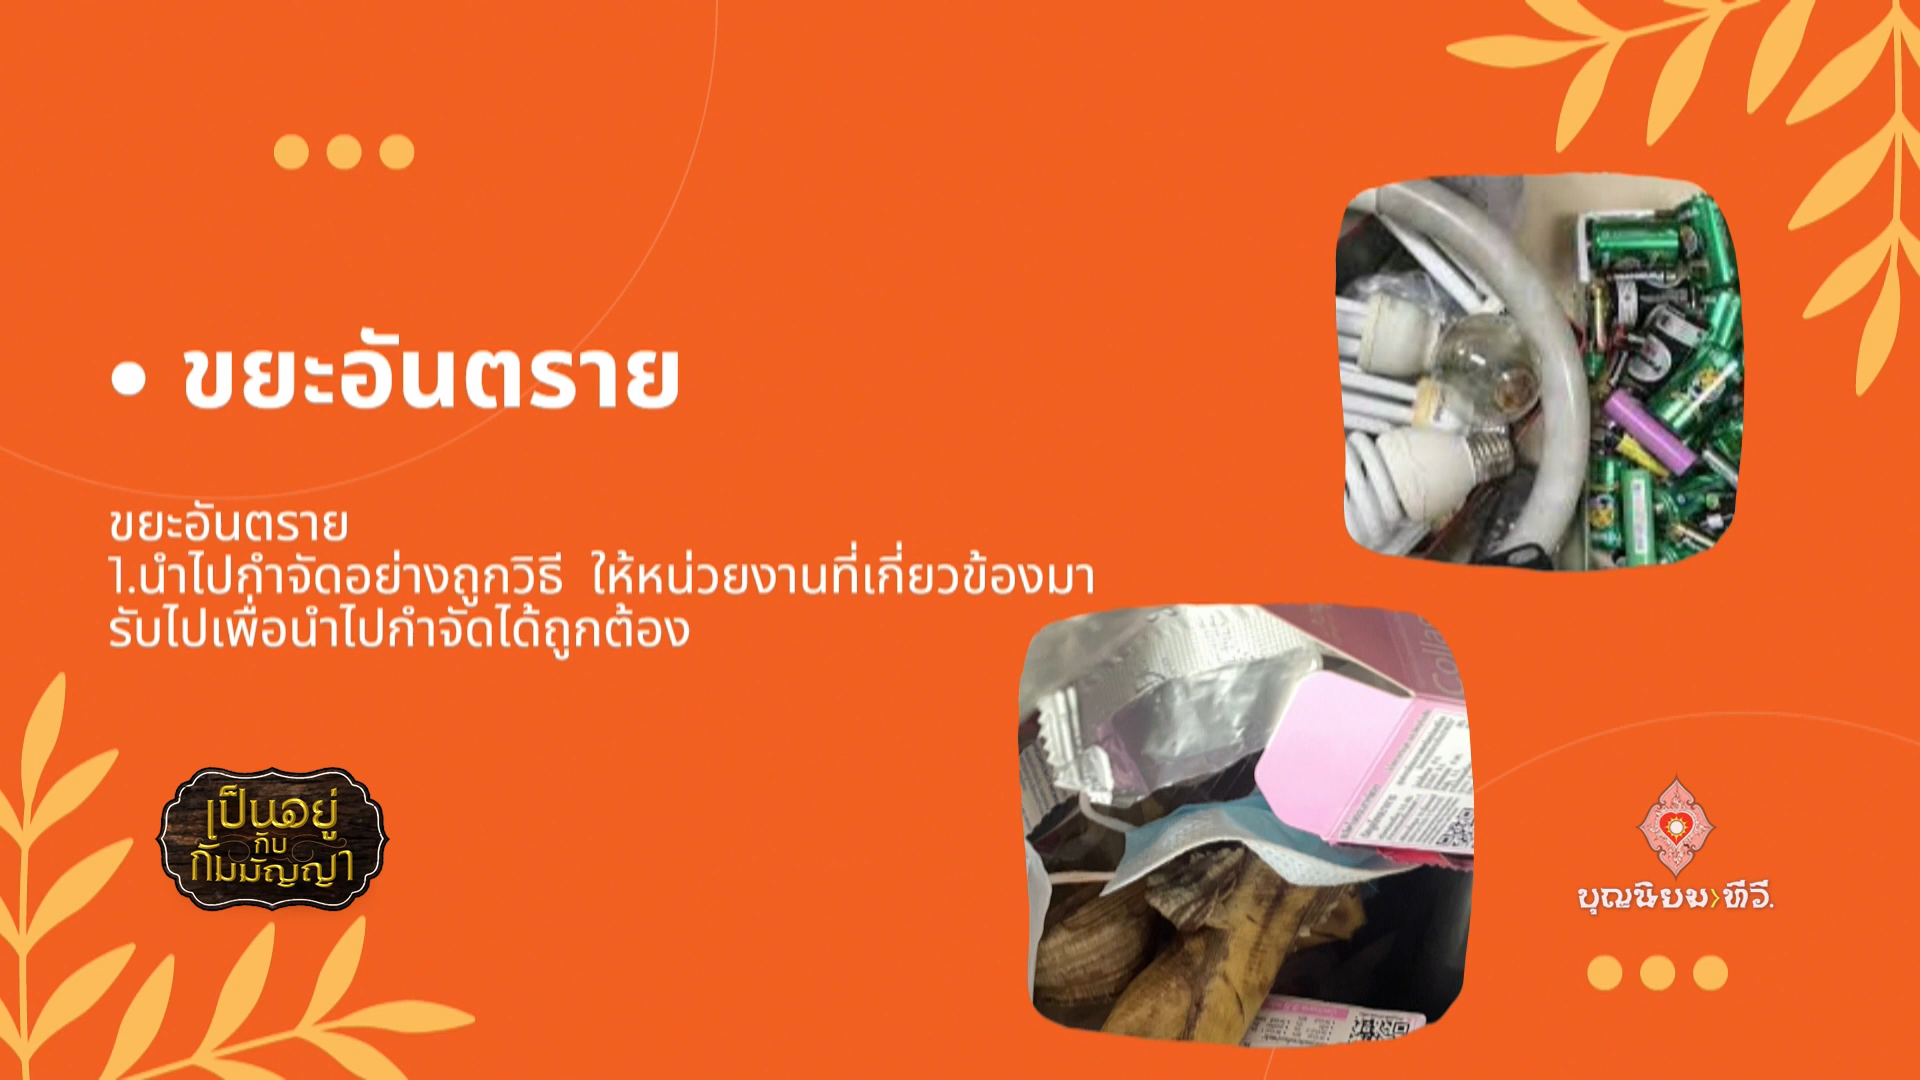 • ขยะอันตราย
ขยะอันตราย
1.นำไปกำจัดอย่างถูกวิธี ให้หน่วยงานที่เกี่ยวข้องมา
รับไปเพื่อนำไปกำจัดได้ถูกต้อง
Colla
เป็นอยู่
กับ
กัมมัญญา
บุญนิยม>ทีวี.